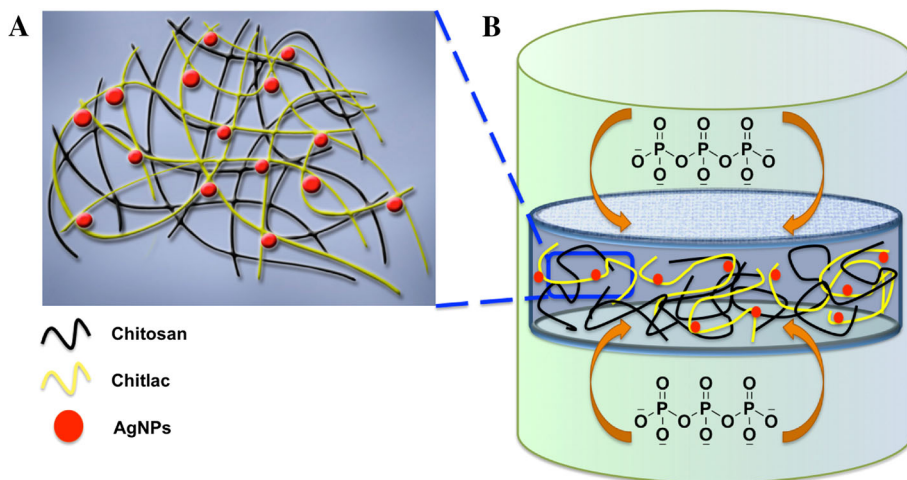 A
B
O O O
|| || ||
⁻O P O P O P O⁻
O O O
Chitosan
Chitlac
AgNPs
O O O
|| || ||
⁻O P O P O P O⁻
O O O